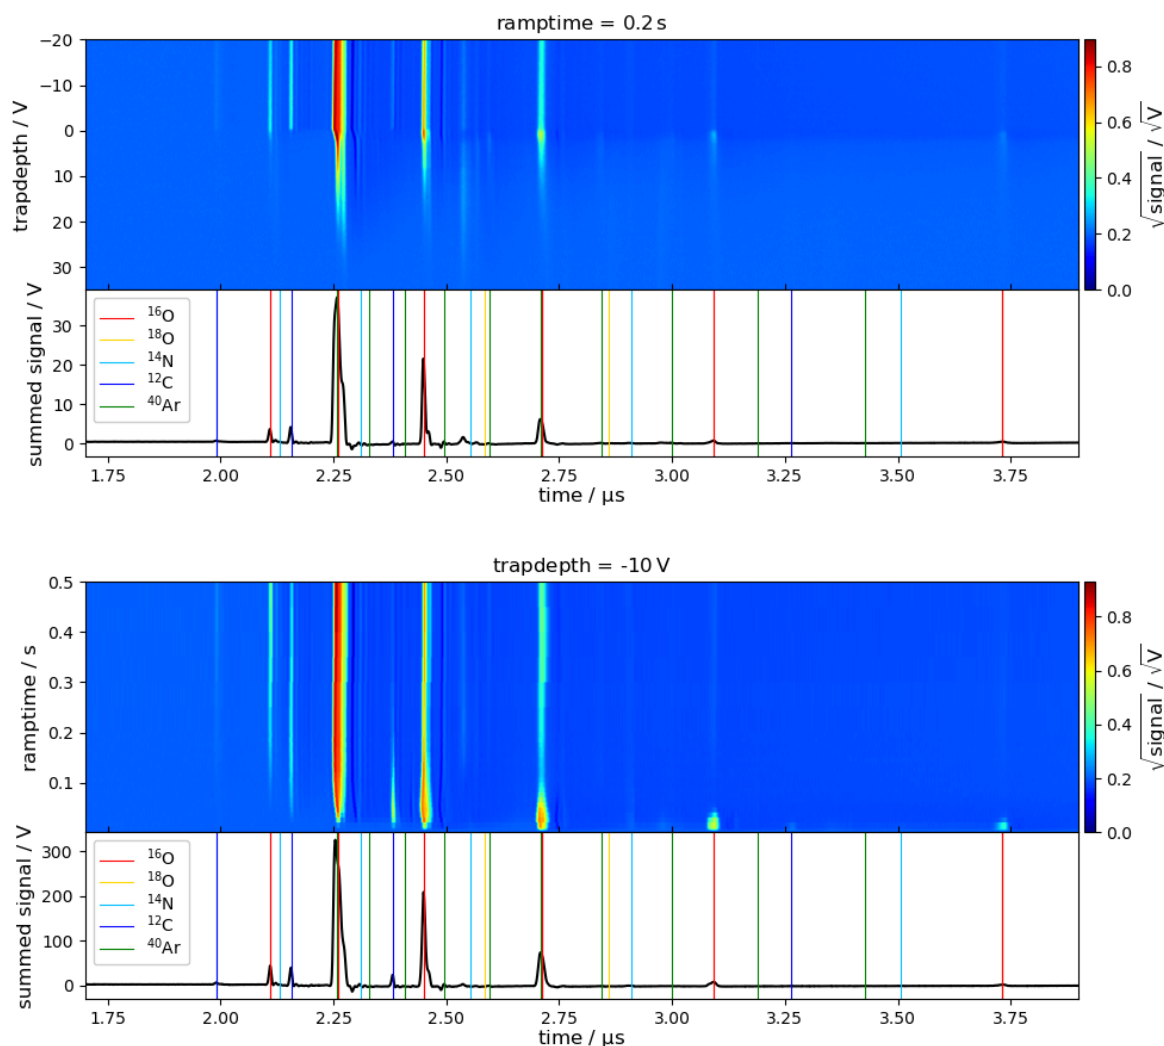 ramptime = 0.2 s
trapdepth / V
−20
−10
0
10
20
30
0.8
0.6
0.4
0.2
0.0
√signal / √V
summed signal / V
30
20
10
0
¹⁶O
¹⁸O
¹⁴N
¹²C
⁴⁰Ar
1.75 2.00 2.25 2.50 2.75 3.00 3.25 3.50 3.75
time / µs
trapdepth = -10 V
ramptime / s
0.5
0.4
0.3
0.2
0.1
0.8
0.6
0.4
0.2
0.0
√signal / √V
summed signal / V
300
200
100
0
¹⁶O
¹⁸O
¹⁴N
¹²C
⁴⁰Ar
1.75 2.00 2.25 2.50 2.75 3.00 3.25 3.50 3.75
time / µs